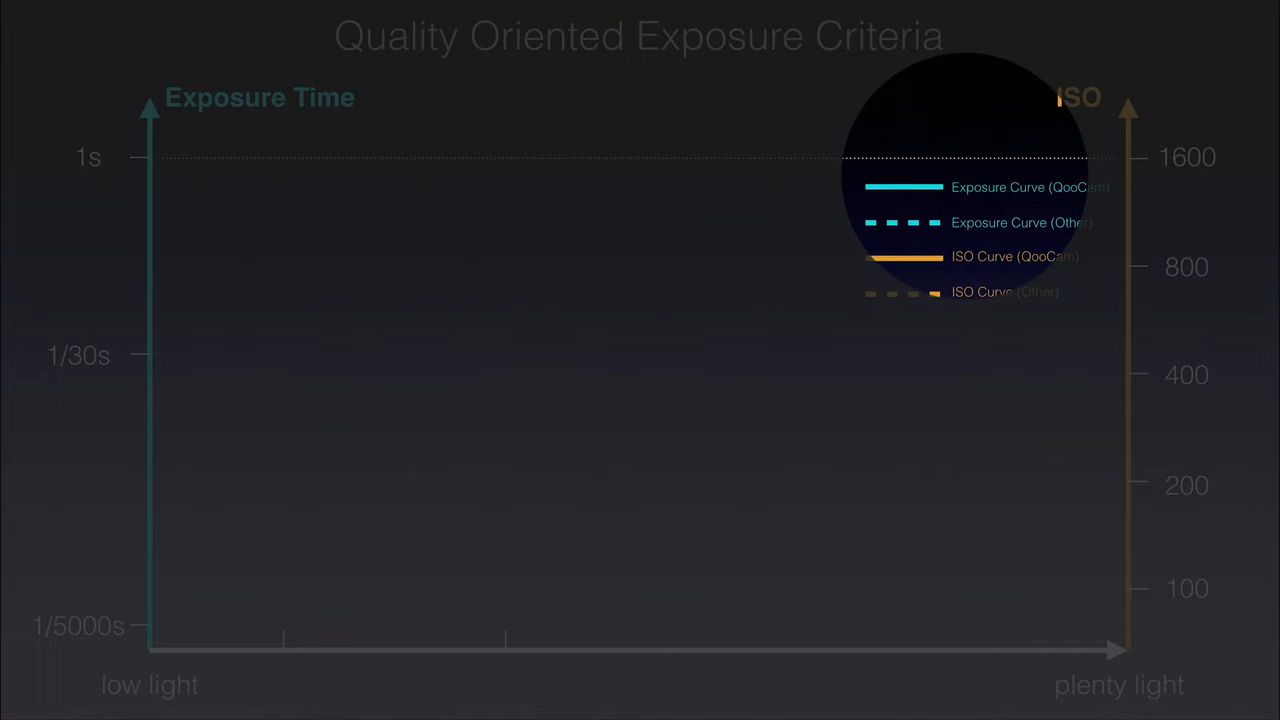 Quality Oriented Exposure Criteria
Exposure Time
ISO
1s
1600
Exposure Curve (QooCam)
Exposure Curve (Other)
ISO Curve (QooCam)
800
ISO Curve (Other)
1/30s
400
200
100
1/5000s
low light
plenty light